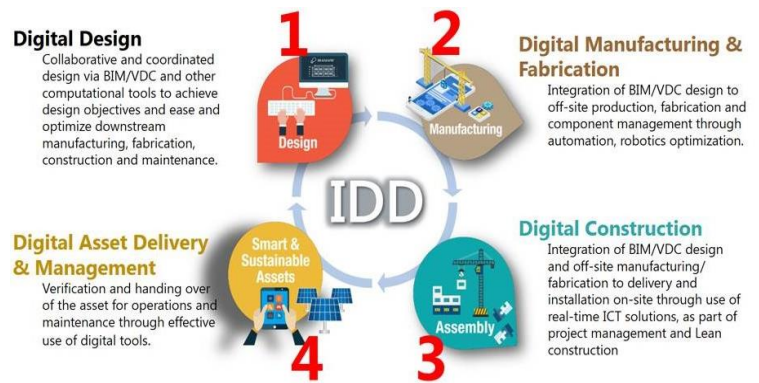 1
Digital Design
Collaborative and coordinated
design via BIM/VDC and other
computational tools to achieve
design objectives and ease and
optimize downstream
manufacturing, fabrication,
construction and maintenance.
Design
2
Digital Manufacturing &
Fabrication
Integration of BIM/VDC design to
off-site production, fabrication and
component management through
automation, robotics optimization.
Manufacturing
IDD
Digital Asset Delivery
& Management
Verification and handing over
of the asset for operations and
maintenance through effective
use of digital tools.
Smart &
Sustainable
Assets
4
Digital Construction
Integration of BIM/VDC design
and off-site manufacturing/
fabrication to delivery and
installation on-site through use of
real-time ICT solutions, as part of
project management and Lean
construction
Assembly
3